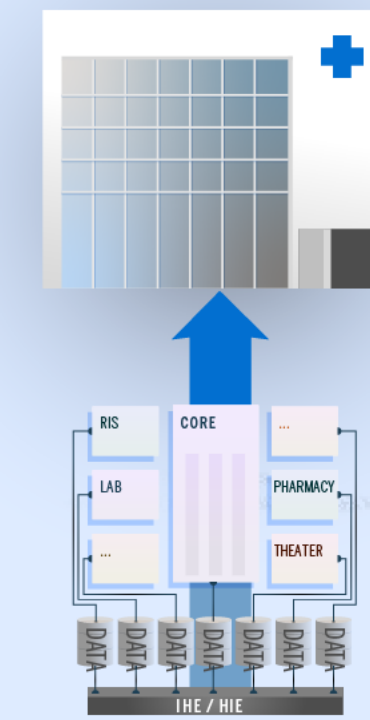 RIS
CORE
...
LAB
PHARMACY
...
THEATER
DATA
DATA
DATA
DATA
DATA
DATA
DATA
IHE / HIE